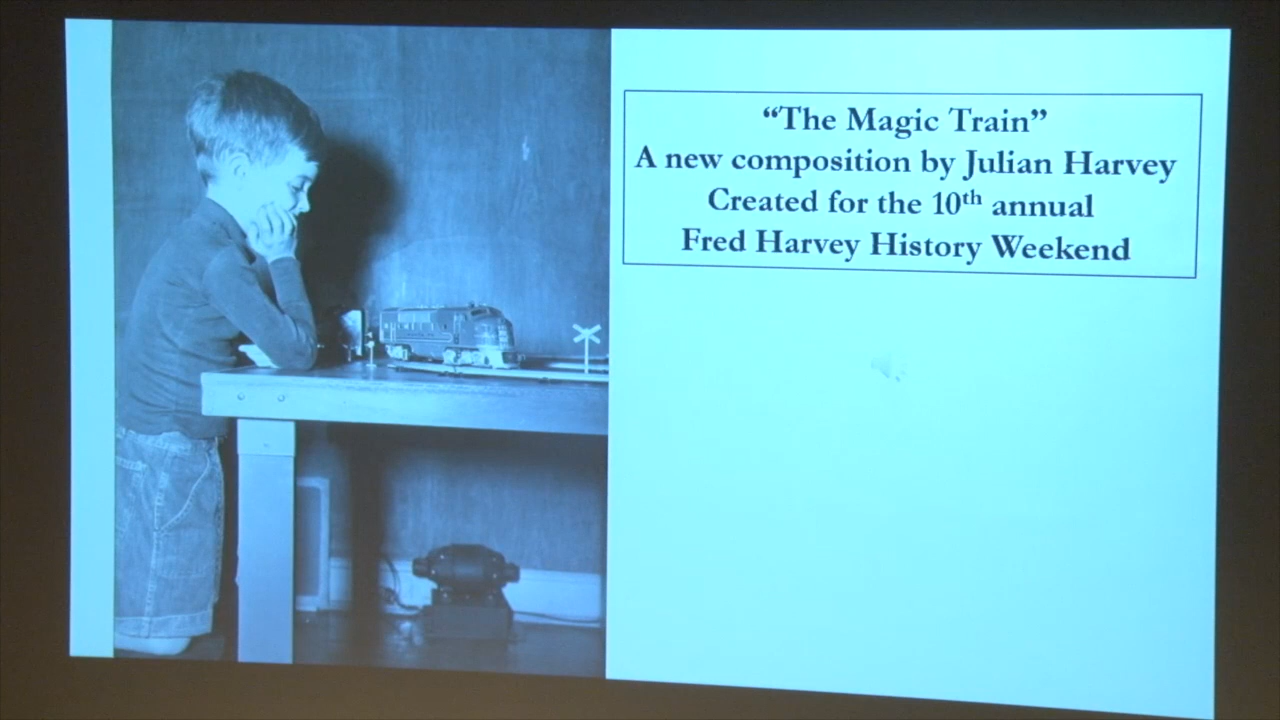 “The Magic Train”
A new composition by Julian Harvey
Created for the 10th annual
Fred Harvey History Weekend